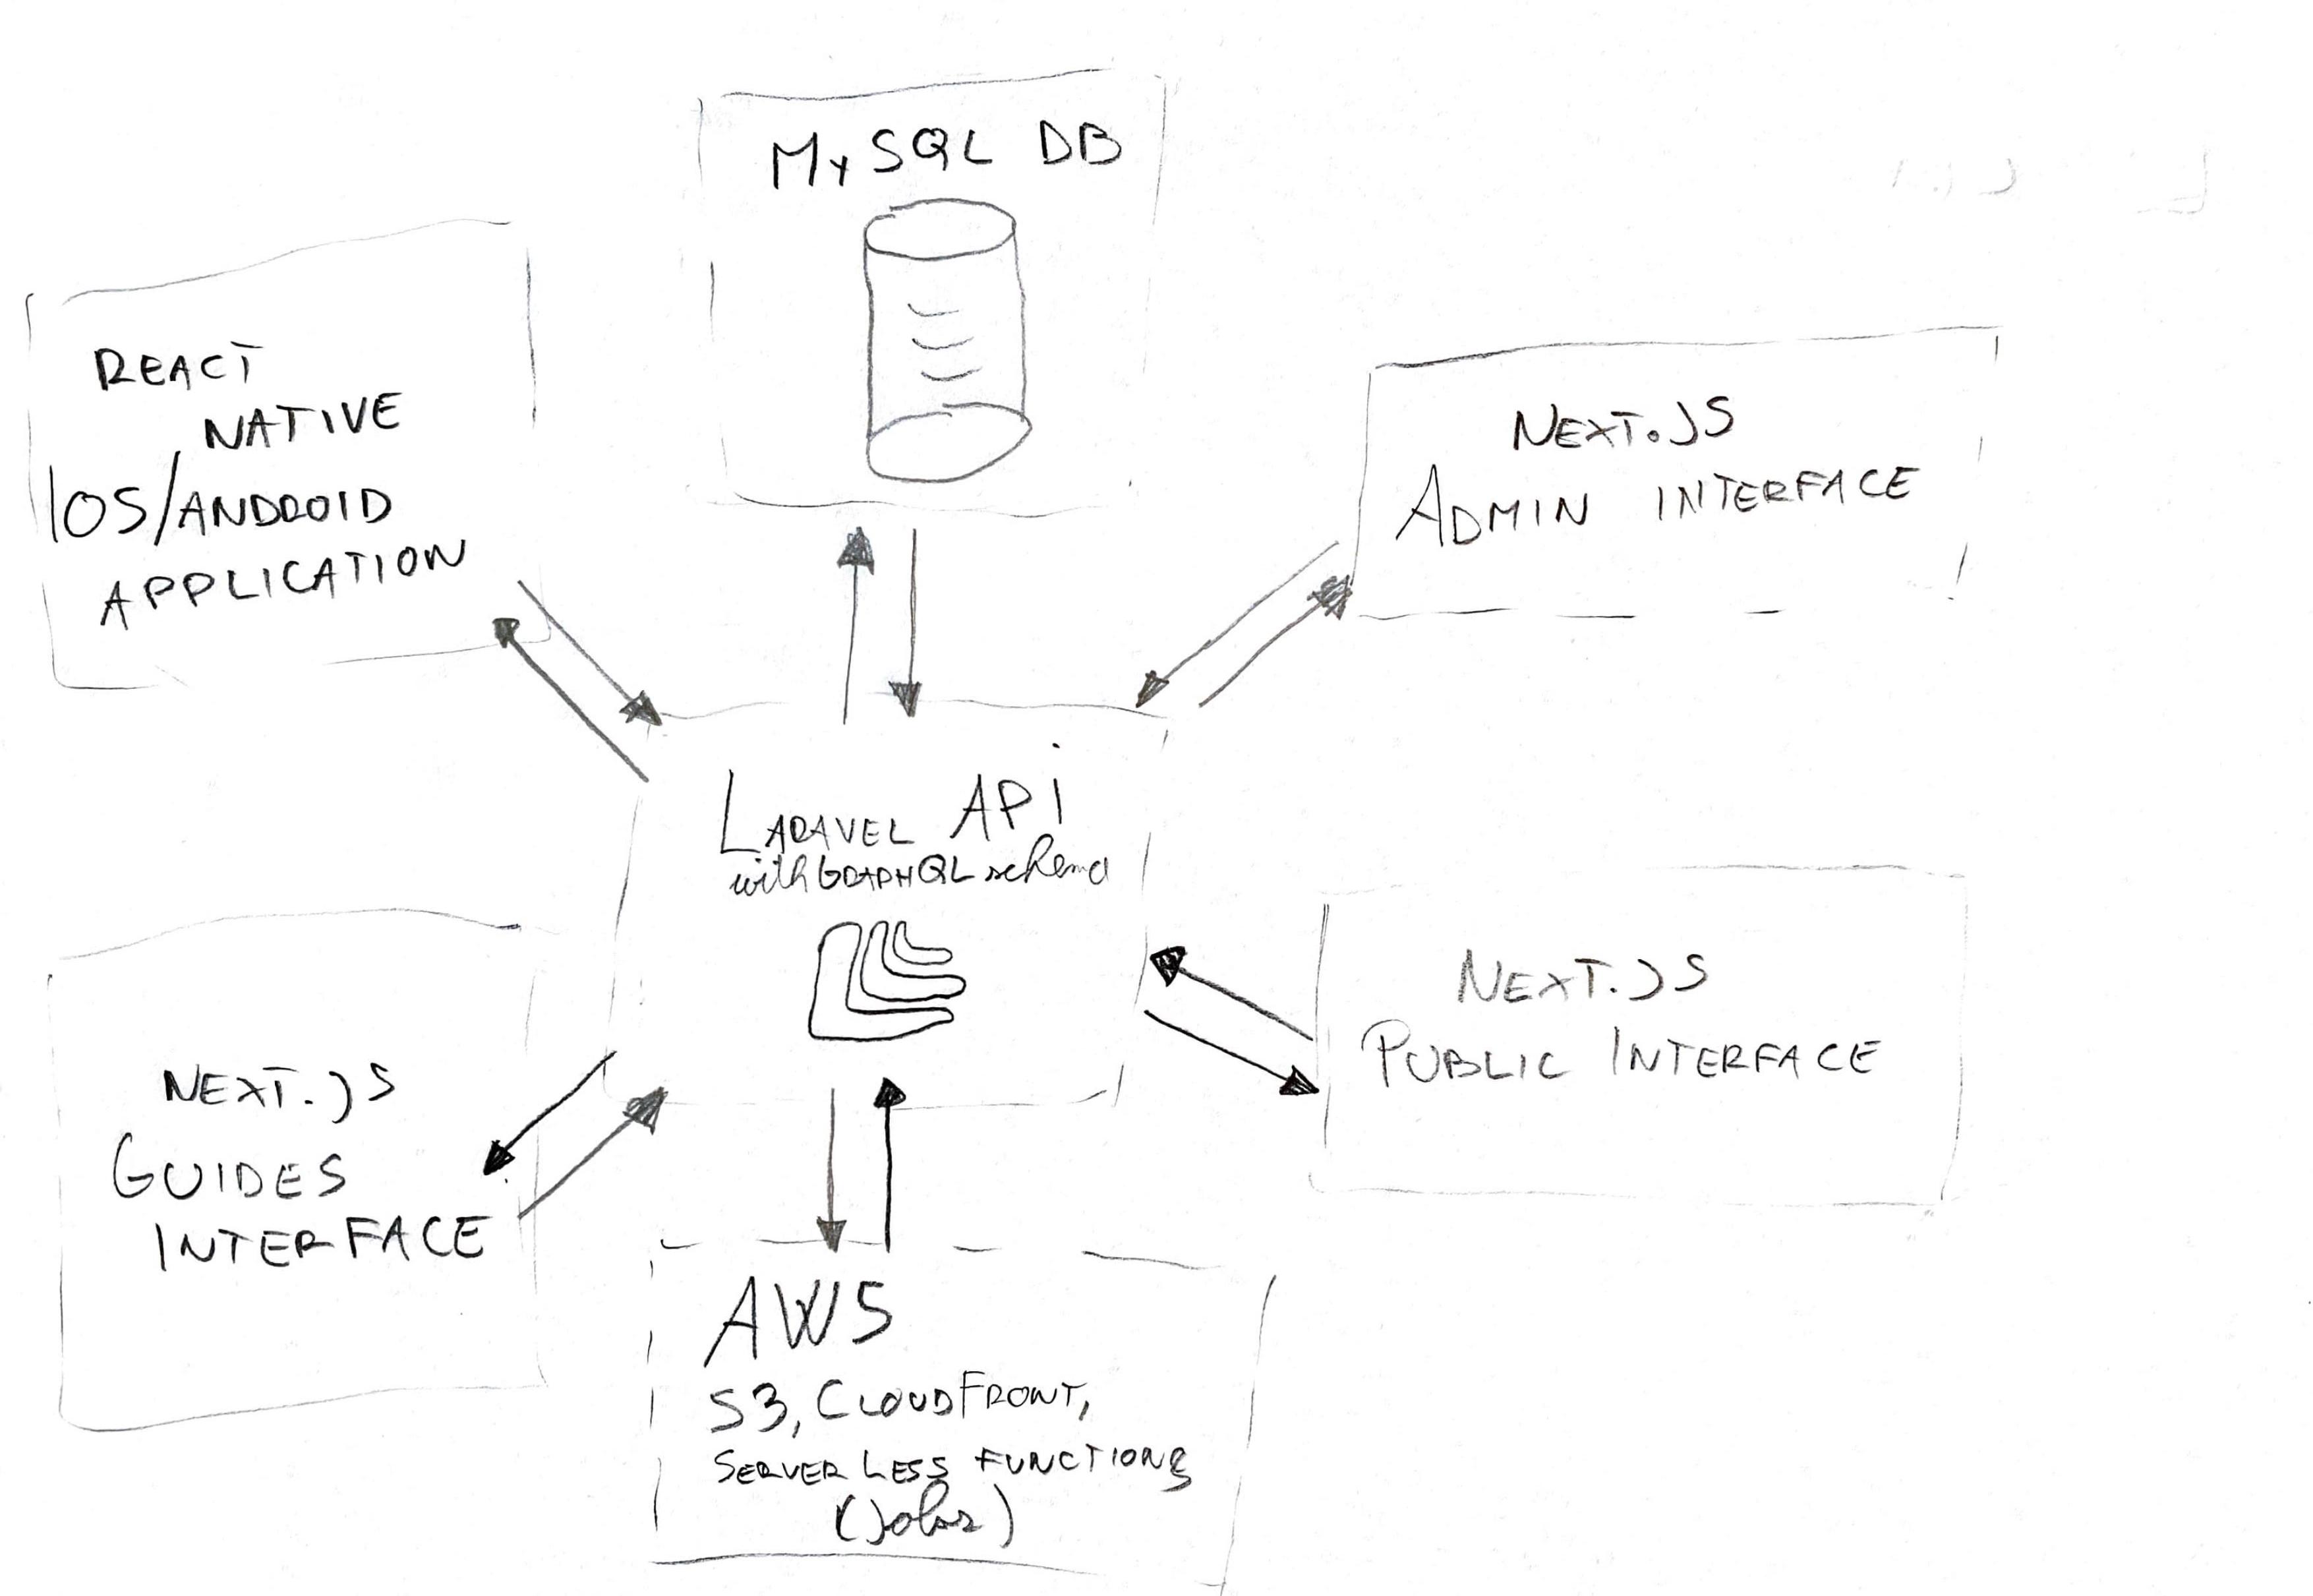 MySQL DB
REACT
NATIVE
IOS/ANDROID
APPLICATION
NEXT.JS
ADMIN INTERFACE
LARAVEL API
with GRAPHQL schema
NEXT.JS
GUIDES
INTERFACE
NEXT.JS
PUBLIC INTERFACE
AWS
S3, CLOUDFRONT,
SERVERLESS FUNCTIONS
(Jobs)